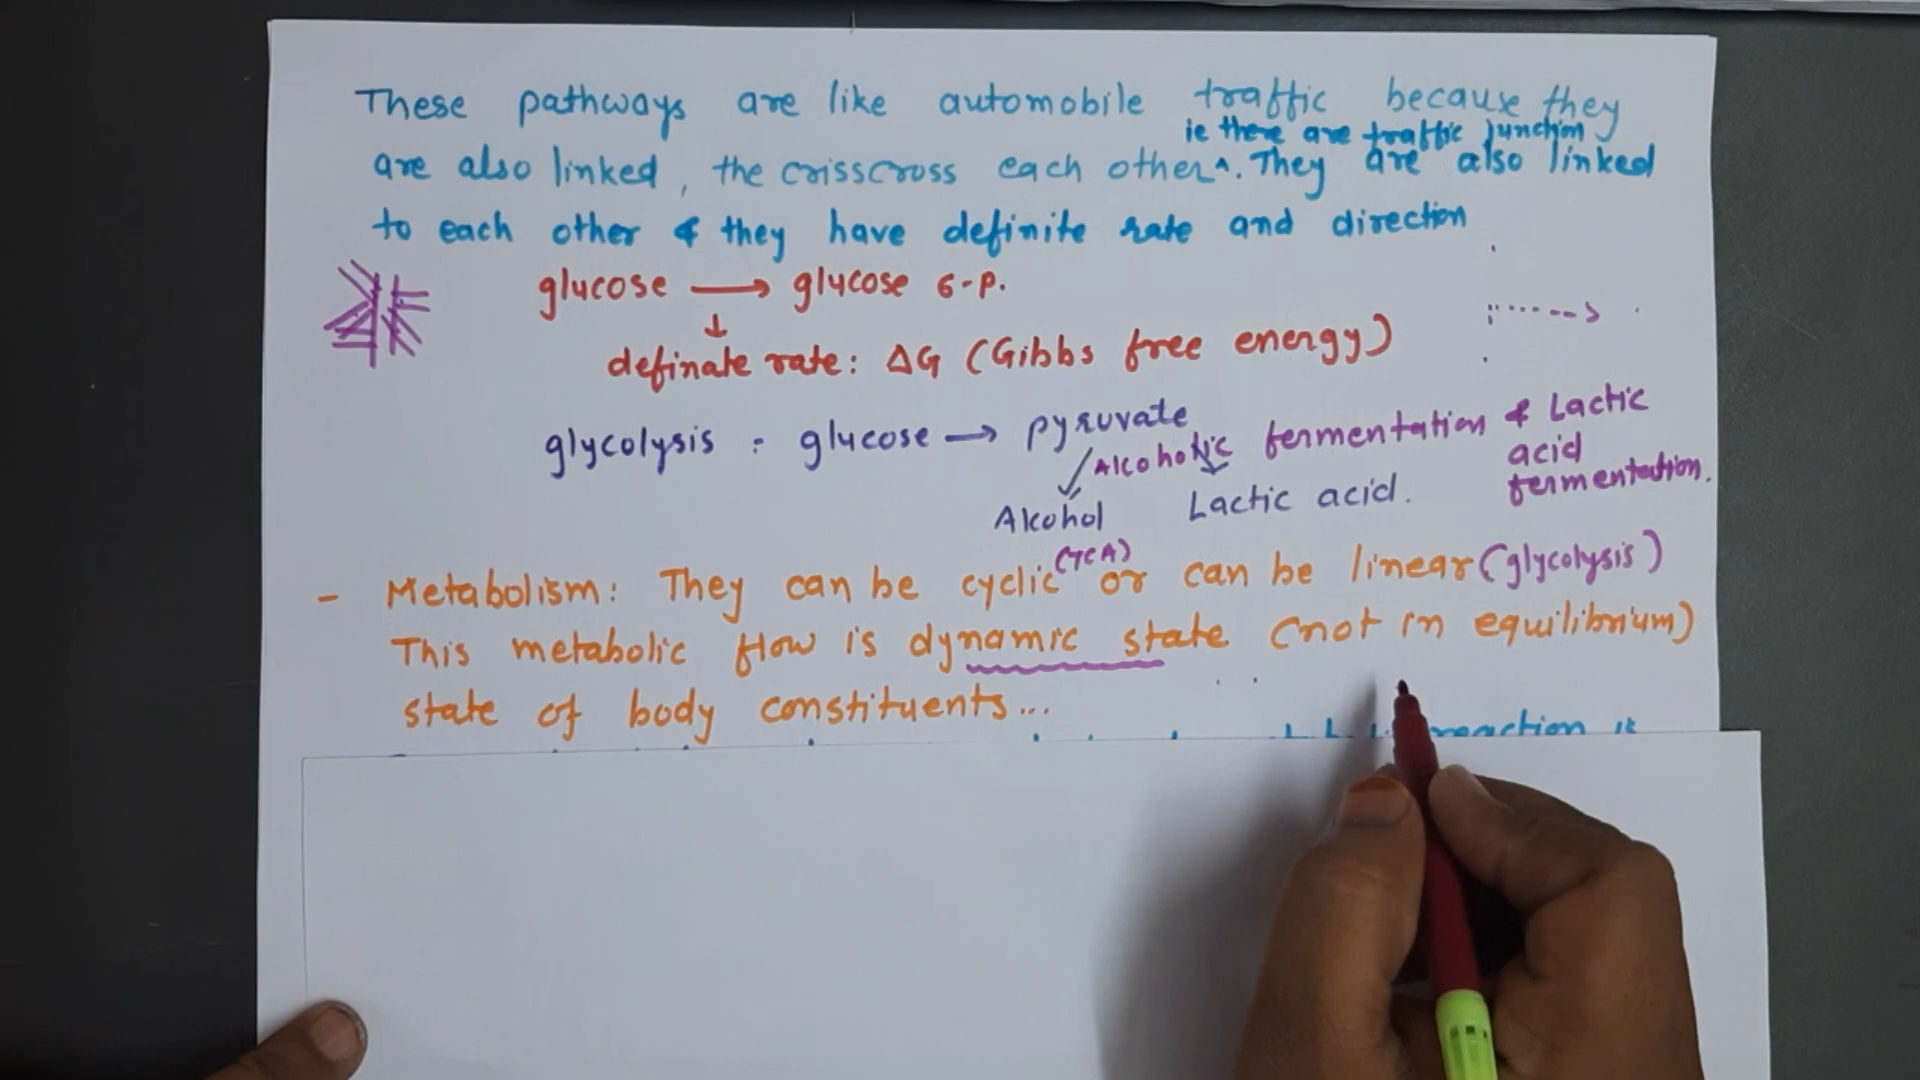 These pathways are like automobile traffic because they
ie there are traffic junction
are also linked, the crisscross each other ^. They are also linked
to each other & they have definite rate and direction
glucose → glucose 6-p.
↓
definate rate: ΔG (Gibbs free energy)
glycolysis : glucose → pyruvate
Alcoholic fermentation & Lactic
acid
fermentation.
Alcohol Lactic acid.
(TCA)
- Metabolism: They can be cyclic or can be linear (glycolysis)
This metabolic flow is dynamic state (not in equilibrium)
state of body constituents...
reaction is